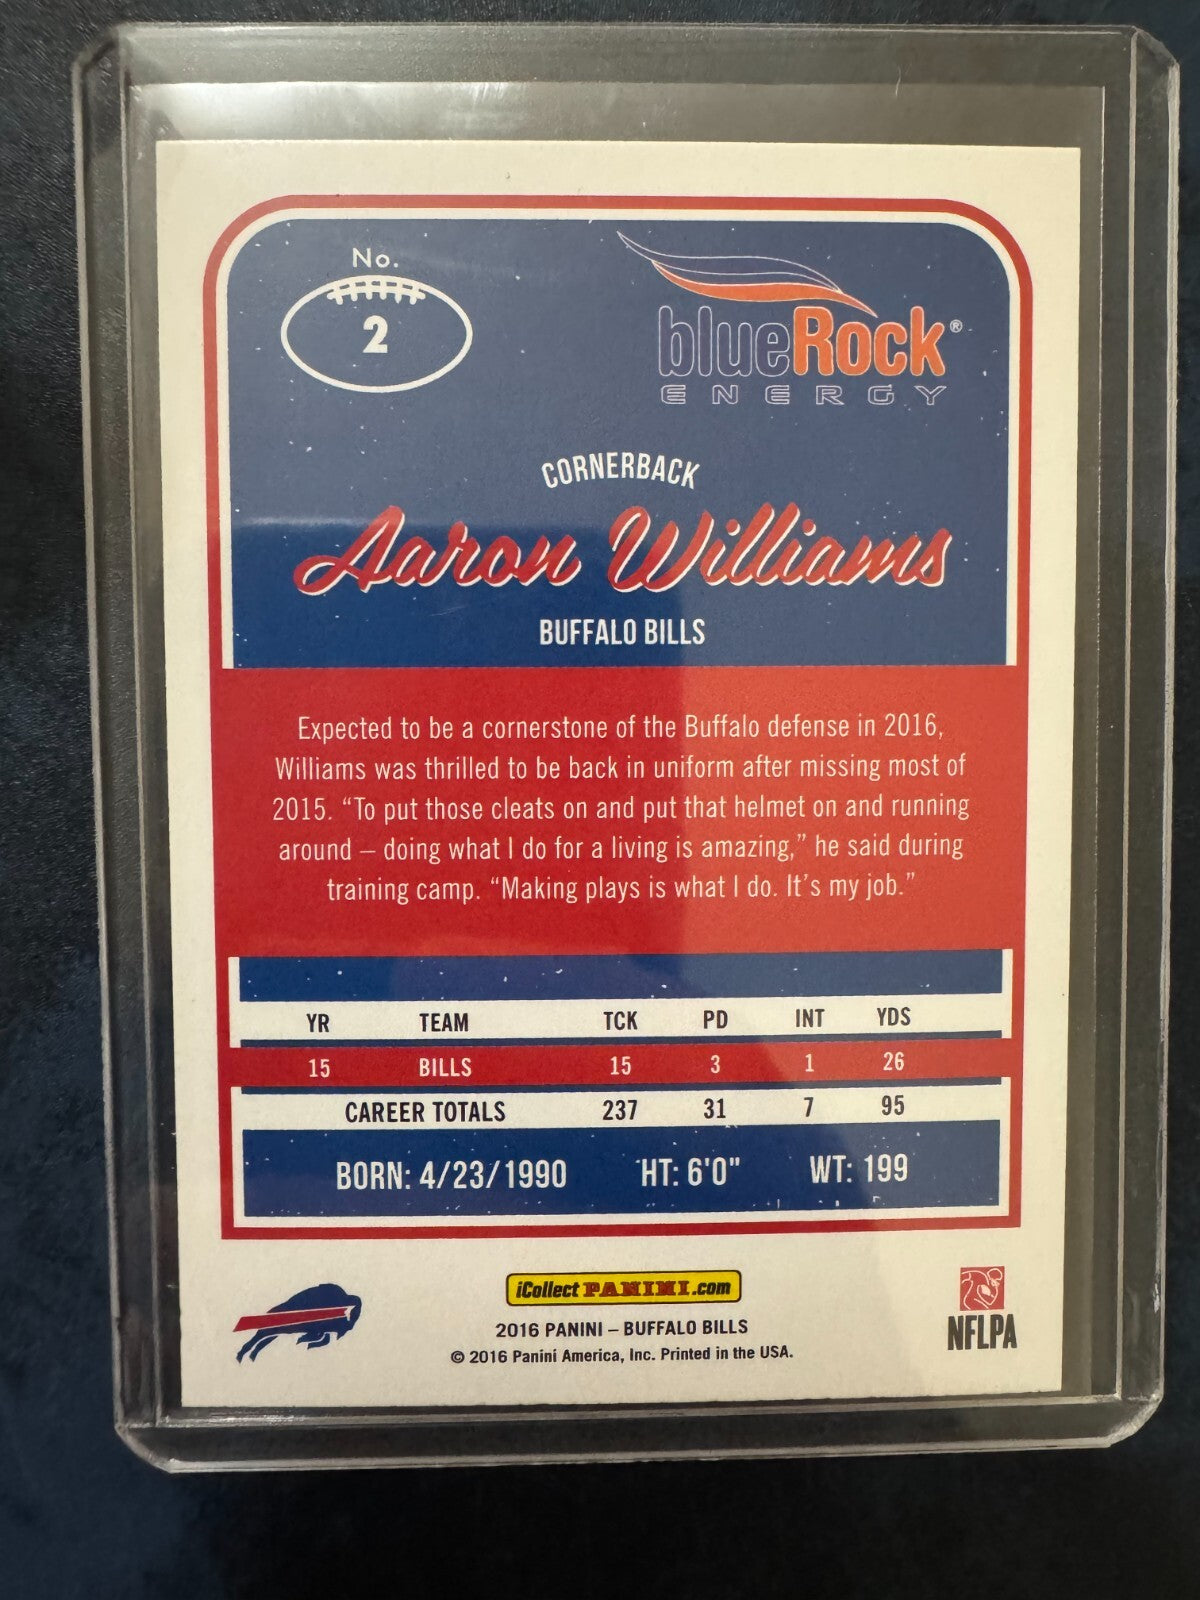 No.
2
blueRock®
ENERGY
CORNERBACK
Aaron Williams
BUFFALO BILLS
Expected to be a cornerstone of the Buffalo defense in 2016,
Williams was thrilled to be back in uniform after missing most of
2015. “To put those cleats on and put that helmet on and running
around – doing what I do for a living is amazing,” he said during
training camp. “Making plays is what I do. It’s my job.”
YR TEAM TCK PD INT YDS
15 BILLS 15 3 1 26
CAREER TOTALS 237 31 7 95
BORN: 4/23/1990 HT: 6'0" WT: 199
iCollect PANINI.com
2016 PANINI – BUFFALO BILLS
© 2016 Panini America, Inc. Printed in the USA.
NFLPA